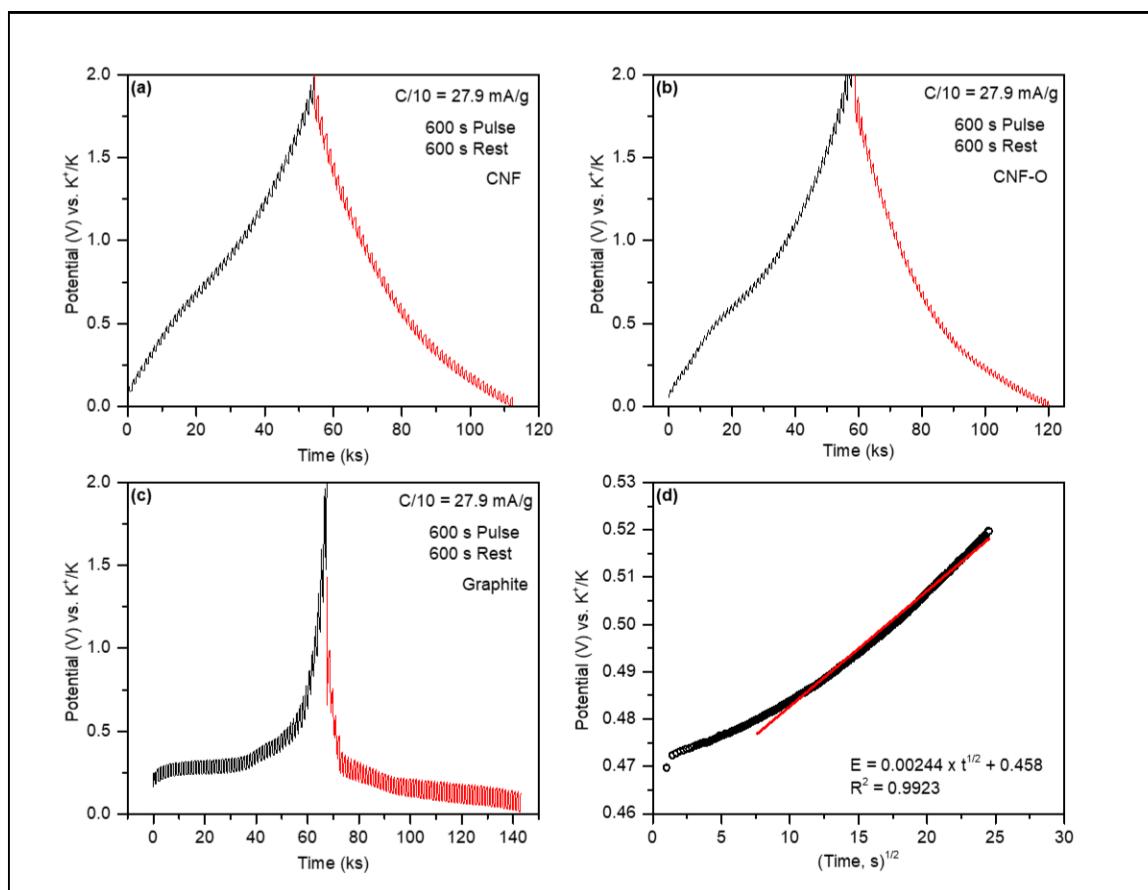 (a)
C/10 = 27.9 mA/g
600 s Pulse
600 s Rest
CNF
Potential (V) vs. K⁺/K
2.0
1.5
1.0
0.5
0.0
0 20 40 60 80 100 120
Time (ks)
(b)
C/10 = 27.9 mA/g
600 s Pulse
600 s Rest
CNF-O
Potential (V) vs. K⁺/K
2.0
1.5
1.0
0.5
0.0
0 20 40 60 80 100 120
Time (ks)
(c)
C/10 = 27.9 mA/g
600 s Pulse
600 s Rest
Graphite
Potential (V) vs. K⁺/K
2.0
1.5
1.0
0.5
0.0
0 20 40 60 80 100 120 140
Time (ks)
(d)
Potential (V) vs. K⁺/K
0.53
0.52
0.51
0.50
0.49
0.48
0.47
0.46
E = 0.00244 x t^1/2 + 0.458
R² = 0.9923
0 5 10 15 20 25 30
(Time, s)^1/2